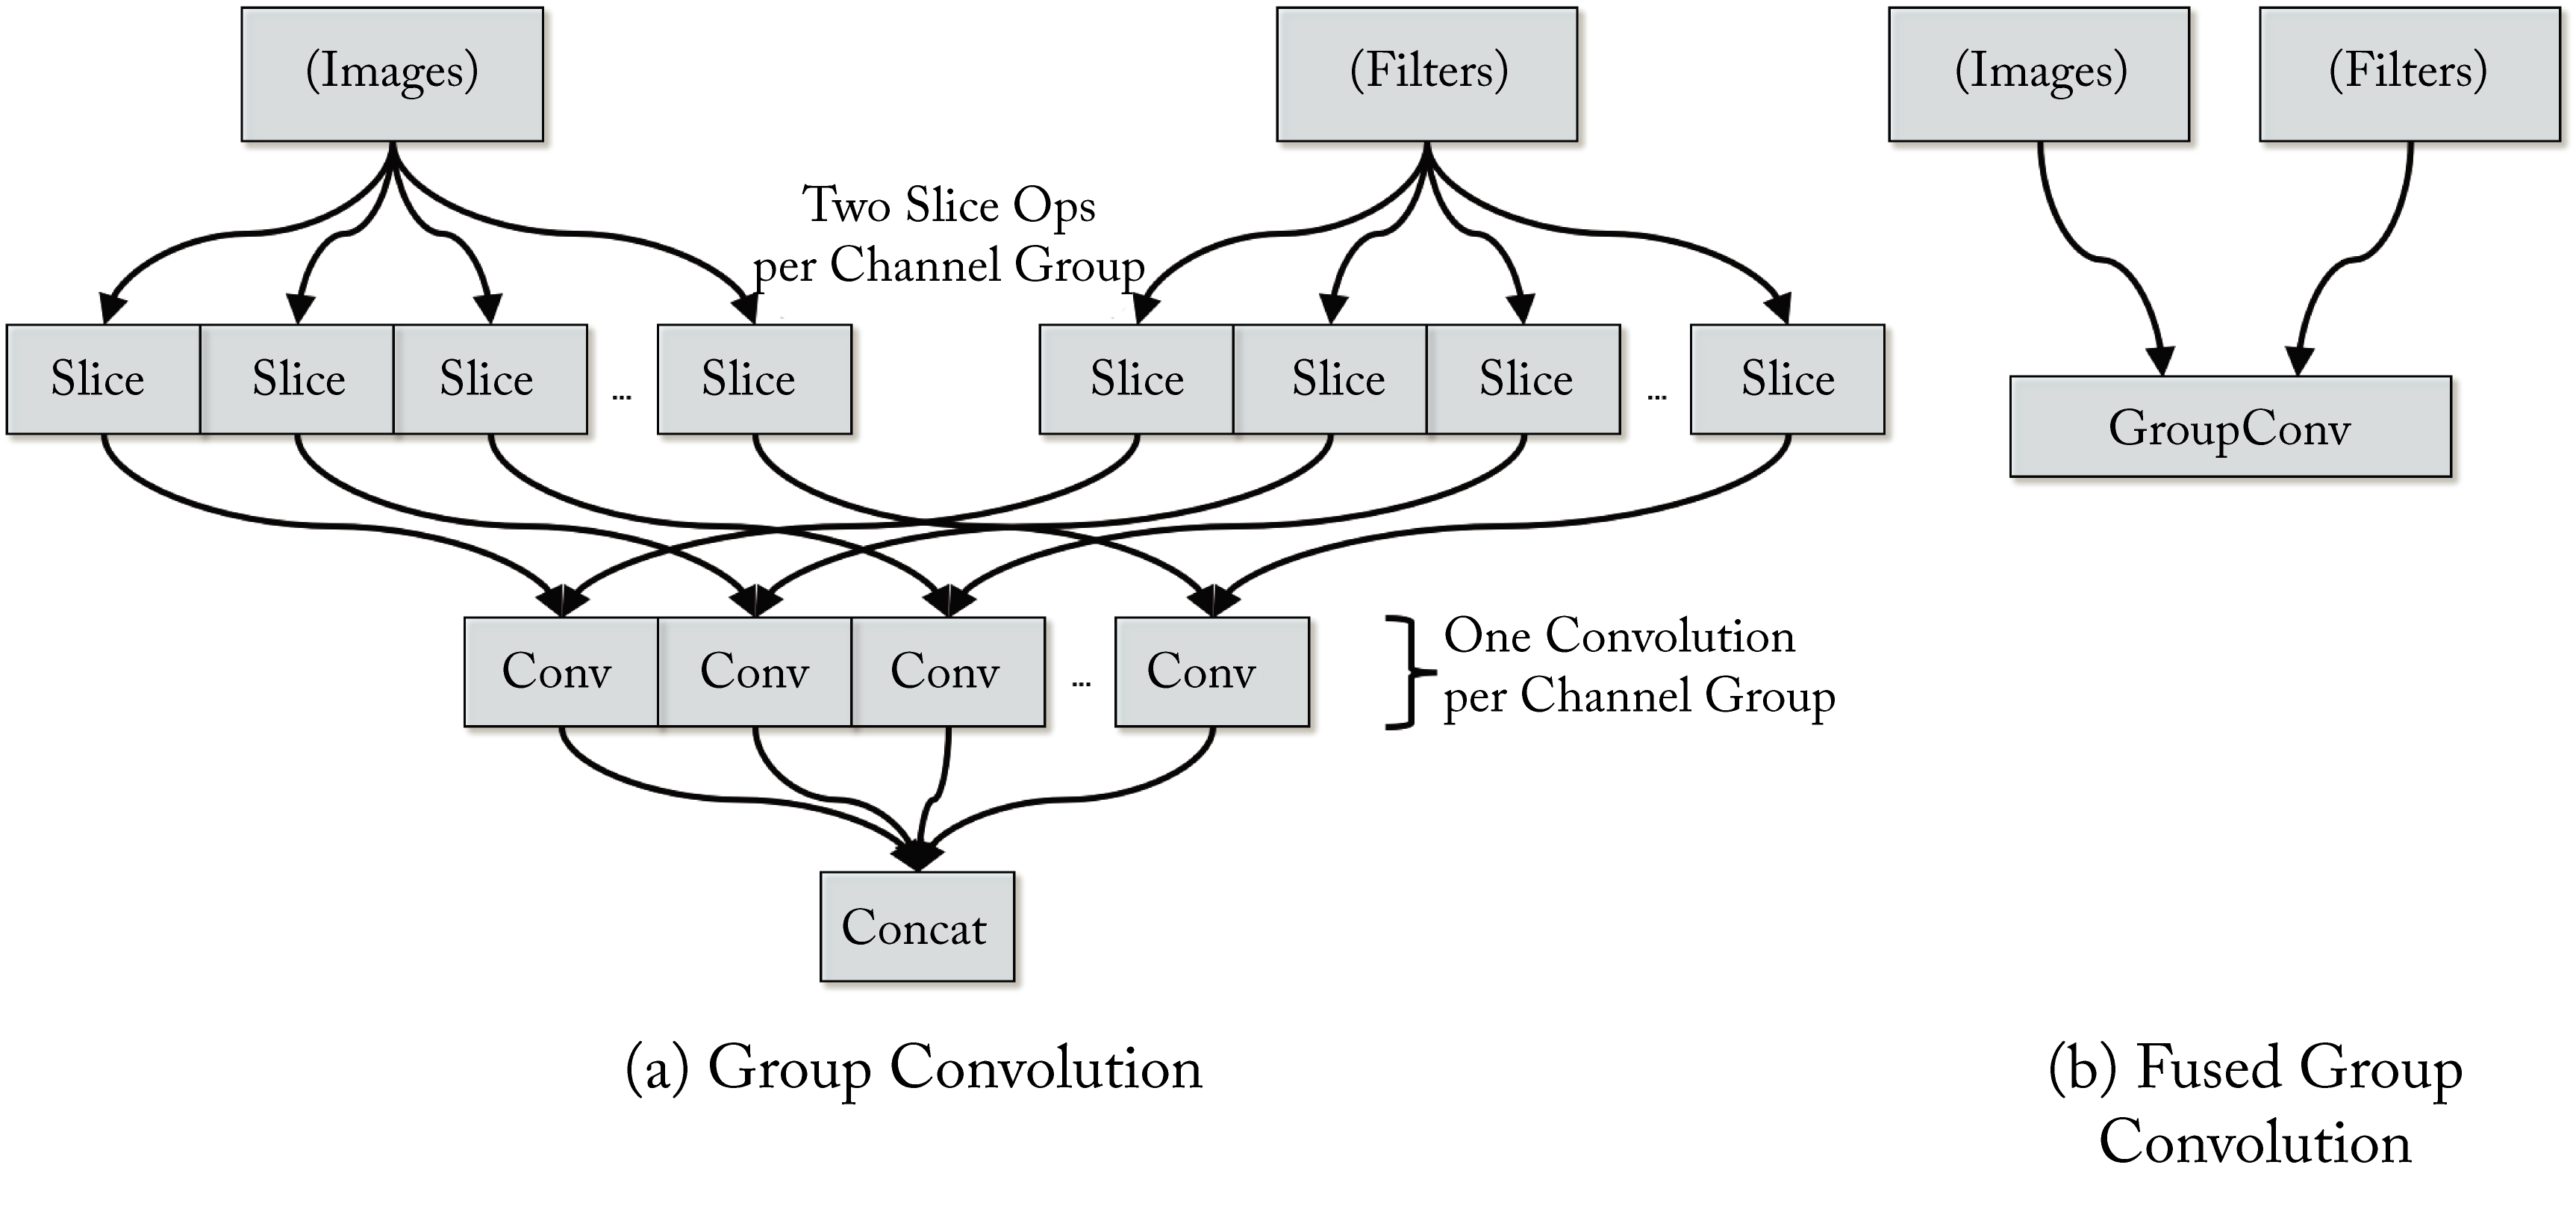 (Images)
(Filters)
Two Slice Ops
per Channel Group
Slice
Slice
Slice
...
Slice
Slice
Slice
Slice
...
Slice
Conv
Conv
Conv
...
Conv
One Convolution
per Channel Group
Concat
(a) Group Convolution
(Images)
(Filters)
GroupConv
(b) Fused Group
Convolution